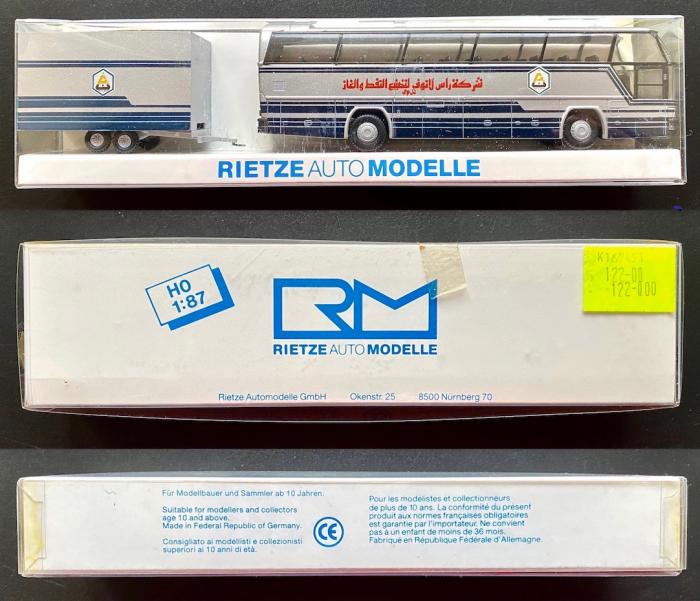 شركة راس لانوف لتصنيع النفط والغاز
RIETZE AUTO MODELLE
HO
1:87
RM
RIETZE AUTO MODELLE
122-00
122-0.00
Rietze Automodelle GmbH Okenstr. 25 8500 Nürnberg 70
Für Modellbauer und Sammler ab 10 Jahren.
Suitable for modellers and collectors
age 10 and above.
Made in Federal Republic of Germany.
Consigliato ai modellisti e collezionisti
superiori ai 10 anni di età.
CE
Pour les modélistes et collectionneurs
de plus de 10 ans. La conformité du présent
produit aux normes françaises obligatoires
est garantie par l'importateur. Ne convient
pas à un enfant de moins de 36 mois.
Fabriqué en République Fédérale d'Allemagne.